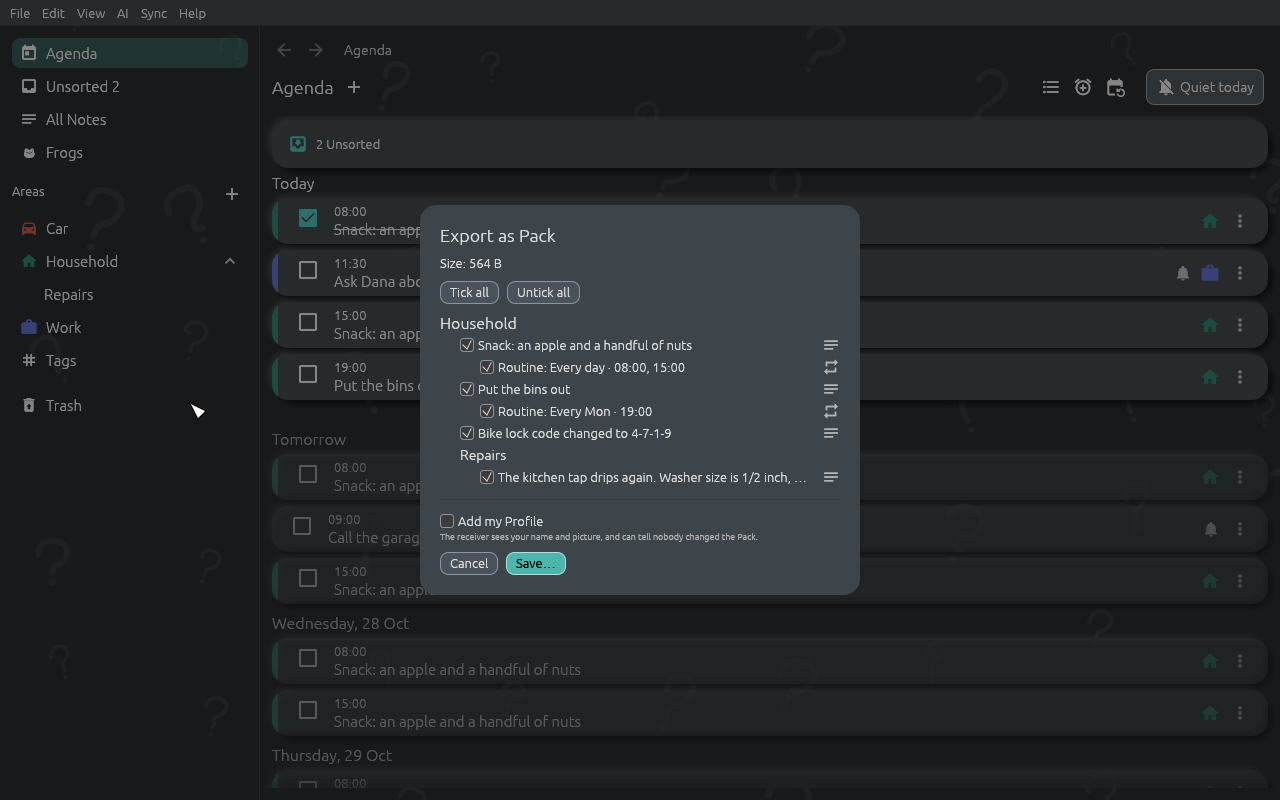 File Edit View AI Sync Help
Agenda
Unsorted 2
All Notes
Frogs
Areas
Car
Household
Repairs
Work
Tags
Trash
Agenda
Agenda
Quiet today
2 Unsorted
Today
08:00
Snack: an app
11:30
Ask Dana abo
15:00
Snack: an app
19:00
Put the bins o
Tomorrow
08:00
Snack: an app
09:00
Call the garag
15:00
Snack: an appl
Wednesday, 28 Oct
08:00
Snack: an apple and a handful of nuts
15:00
Snack: an apple and a handful of nuts
Thursday, 29 Oct
08:00
Export as Pack
Size: 564 B
Tick all Untick all
Household
Snack: an apple and a handful of nuts
Routine: Every day · 08:00, 15:00
Put the bins out
Routine: Every Mon · 19:00
Bike lock code changed to 4-7-1-9
Repairs
The kitchen tap drips again. Washer size is 1/2 inch, …
Add my Profile
The receiver sees your name and picture, and can tell nobody changed the Pack.
Cancel Save…